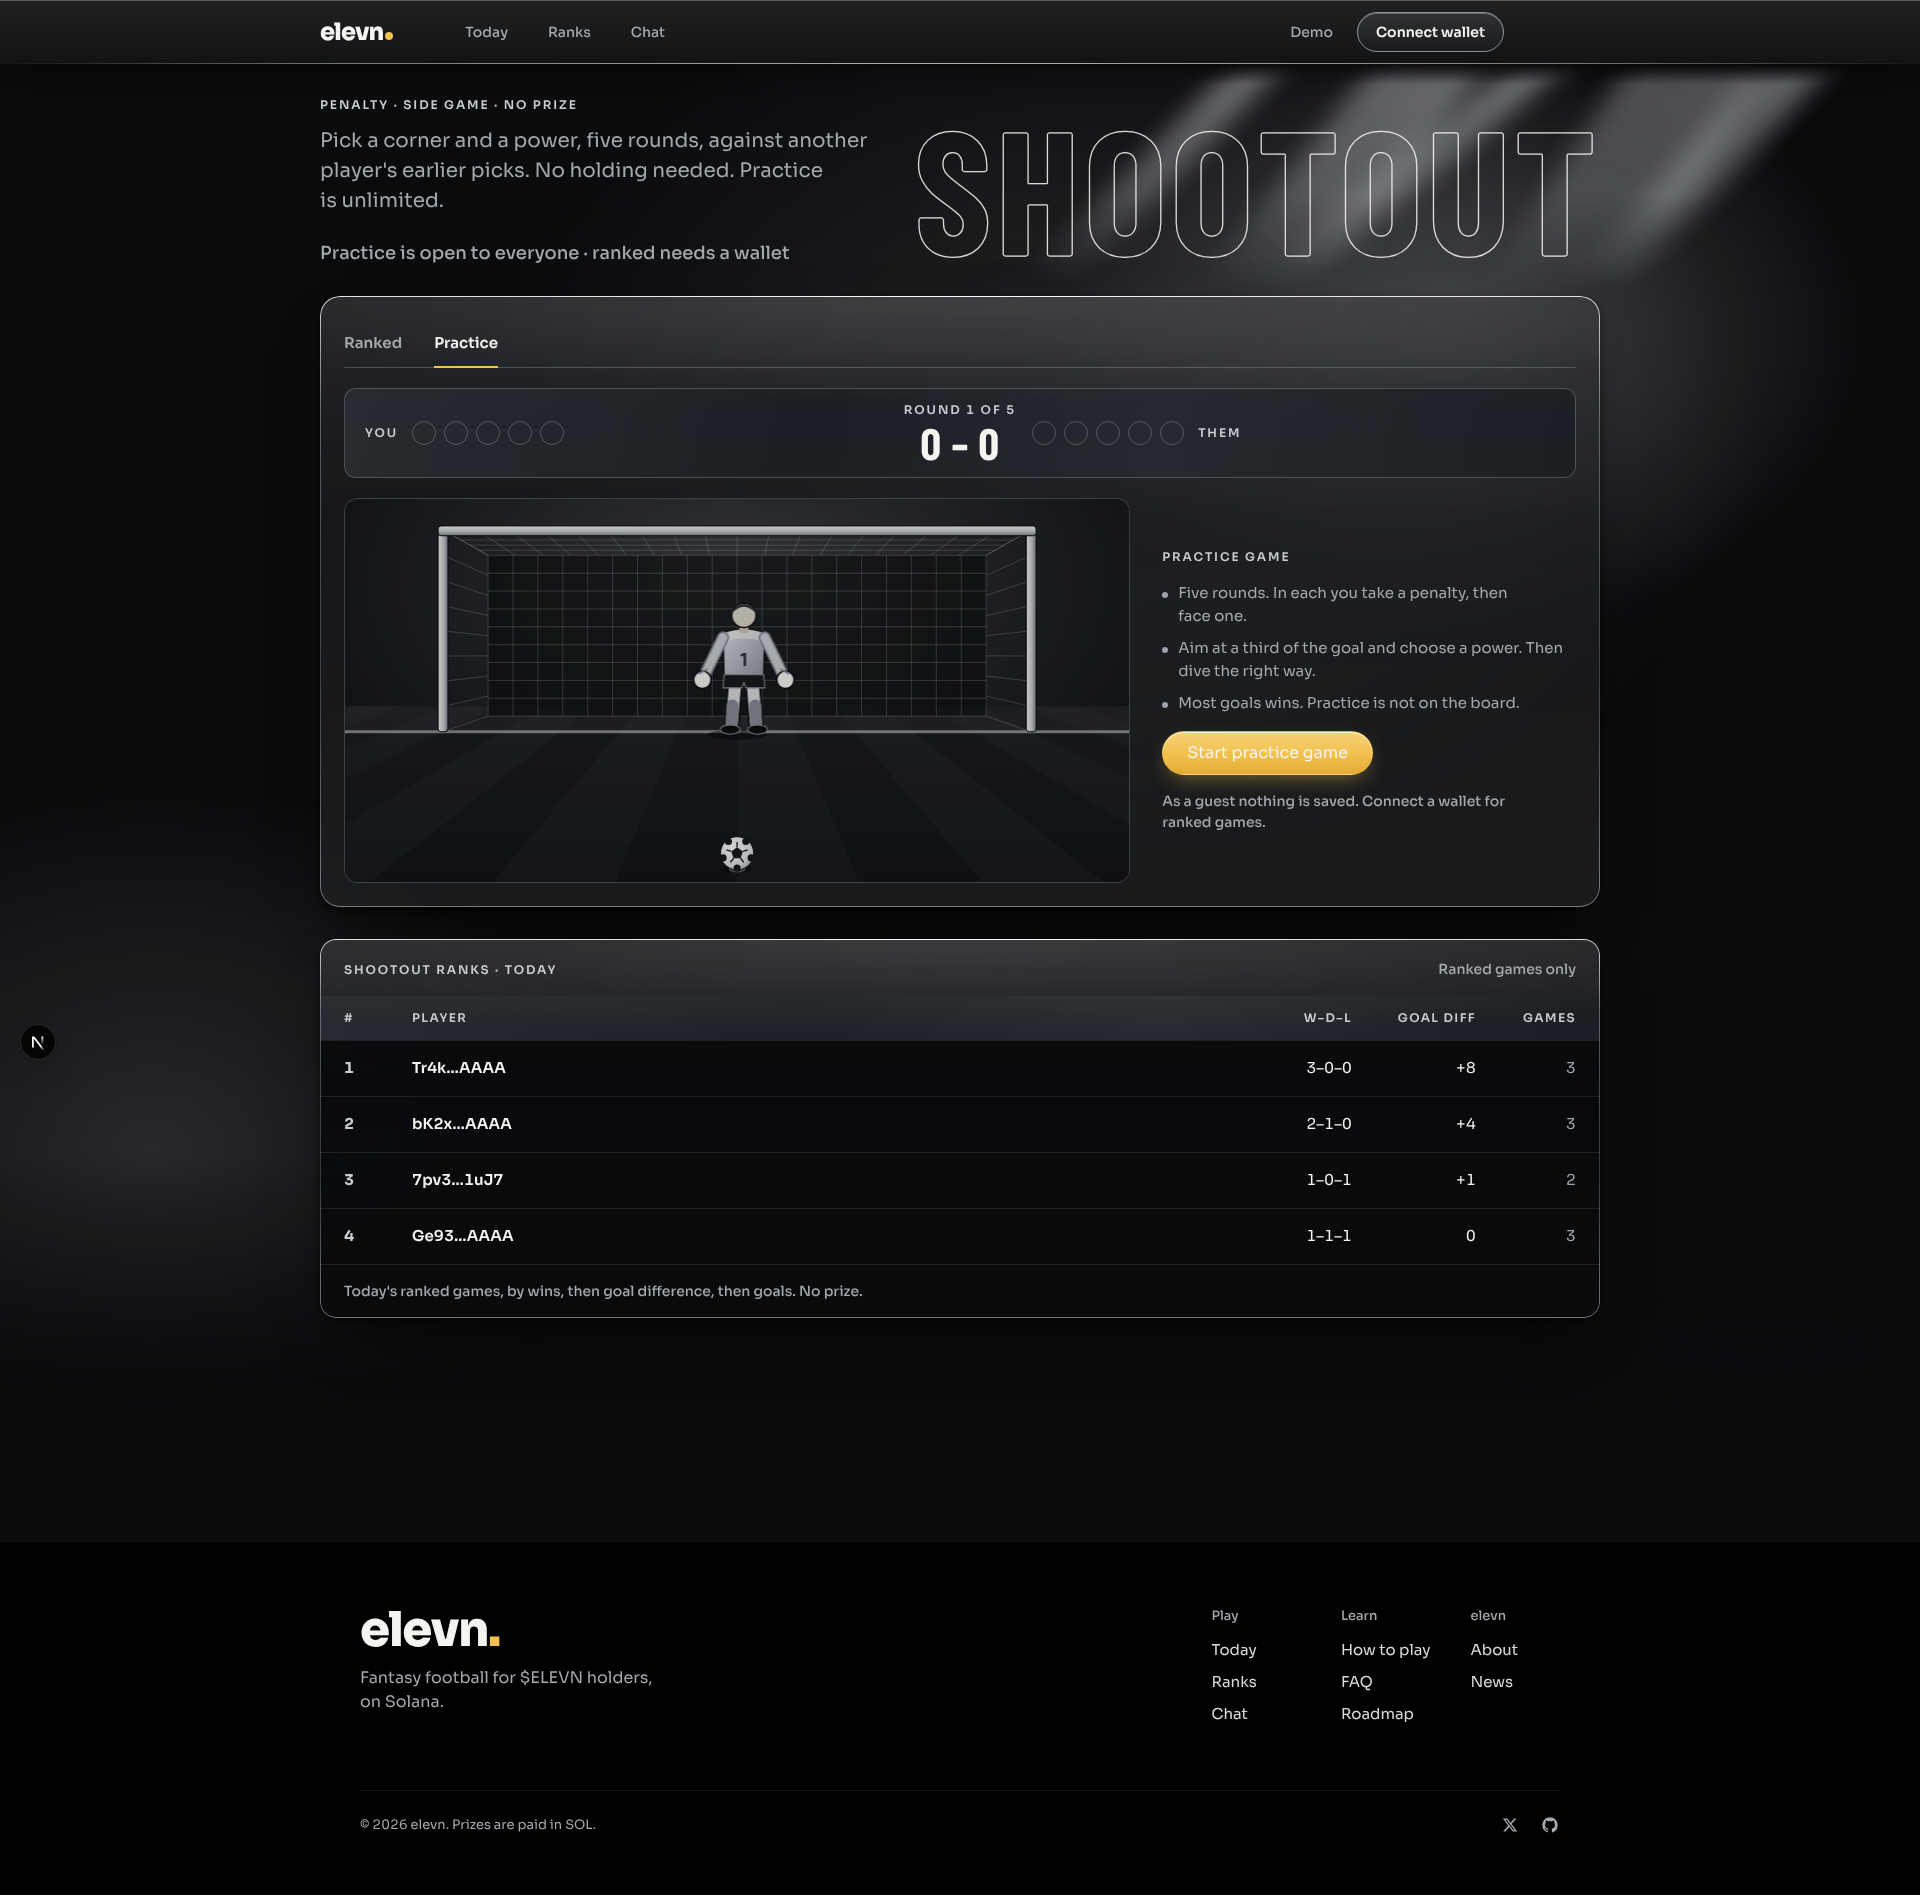 elevn.
Today
Ranks
Chat
Demo
Connect wallet
PENALTY · SIDE GAME · NO PRIZE
Pick a corner and a power, five rounds, against another
player's earlier picks. No holding needed. Practice
is unlimited.
Practice is open to everyone · ranked needs a wallet
SHOOTOUT
Ranked
Practice
YOU
ROUND 1 OF 5
0 - 0
THEM
1
PRACTICE GAME
Five rounds. In each you take a penalty, then
face one.
Aim at a third of the goal and choose a power. Then
dive the right way.
Most goals wins. Practice is not on the board.
Start practice game
As a guest nothing is saved. Connect a wallet for
ranked games.
SHOOTOUT RANKS · TODAY
Ranked games only
# PLAYER W–D–L GOAL DIFF GAMES
1 Tr4k…AAAA 3–0–0 +8 3
2 bK2x…AAAA 2–1–0 +4 3
3 7pv3…1uJ7 1–0–1 +1 2
4 Ge93…AAAA 1–1–1 0 3
Today's ranked games, by wins, then goal difference, then goals. No prize.
N
elevn.
Fantasy football for $ELEVN holders,
on Solana.
Play
Today
Ranks
Chat
Learn
How to play
FAQ
Roadmap
elevn
About
News
© 2026 elevn. Prizes are paid in SOL.